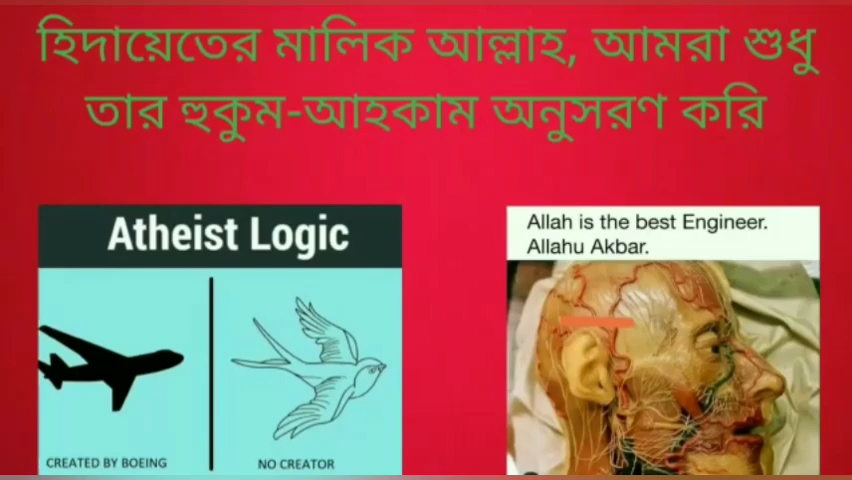 হিদায়েতের মালিক আল্লাহ, আমরা শুধু
তার হুকুম-আহকাম অনুসরণ করি
Atheist Logic
CREATED BY BOEING
NO CREATOR
Allah is the best Engineer.
Allahu Akbar.